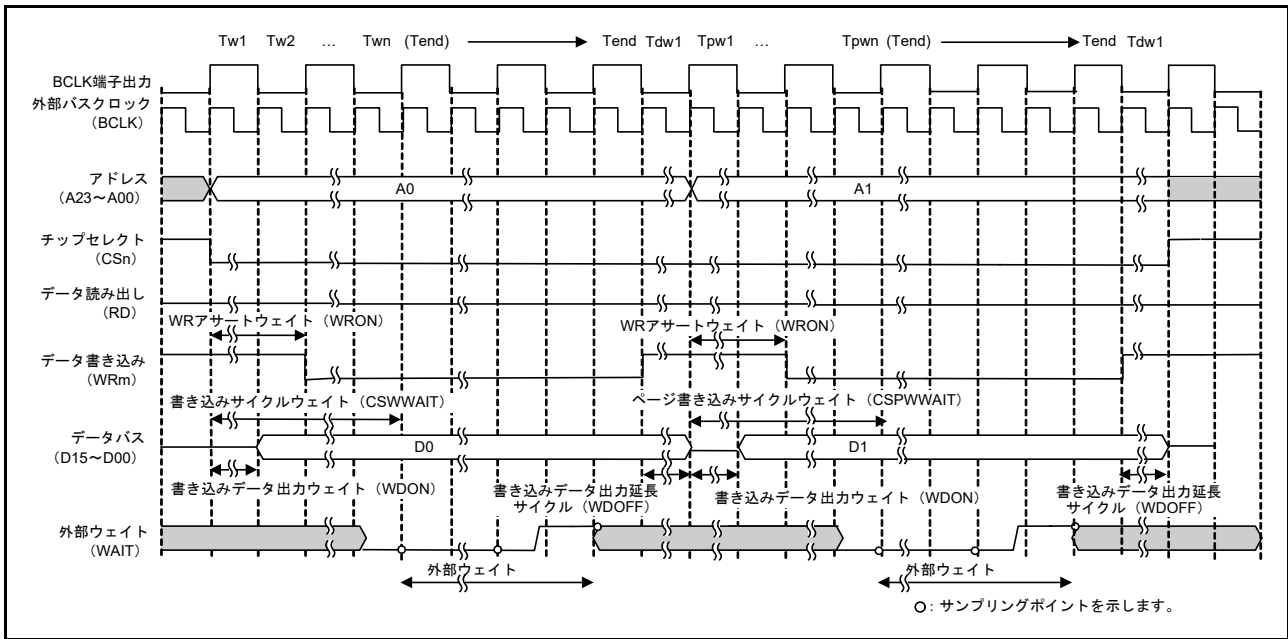 Tw1 Tw2 … Twn (Tend) Tend Tdw1 Tpw1 … Tpwn (Tend) Tend Tdw1
BCLK端子出力
外部バスクロック
（BCLK）
アドレス
（A23～A00）
A0 A1
チップセレクト
（CSn）
データ読み出し
（RD）
WRアサートウェイト（WRON） WRアサートウェイト（WRON）
データ書き込み
（WRm）
書き込みサイクルウェイト（CSWWAIT） ページ書き込みサイクルウェイト（CSPWWAIT）
データバス
（D15～D00）
D0 D1
書き込みデータ出力ウェイト（WDON） 書き込みデータ出力延長
サイクル（WDOFF）
書き込みデータ出力ウェイト（WDON） 書き込みデータ出力延長
サイクル（WDOFF）
外部ウェイト
（WAIT）
外部ウェイト 外部ウェイト
○：サンプリングポイントを示します。